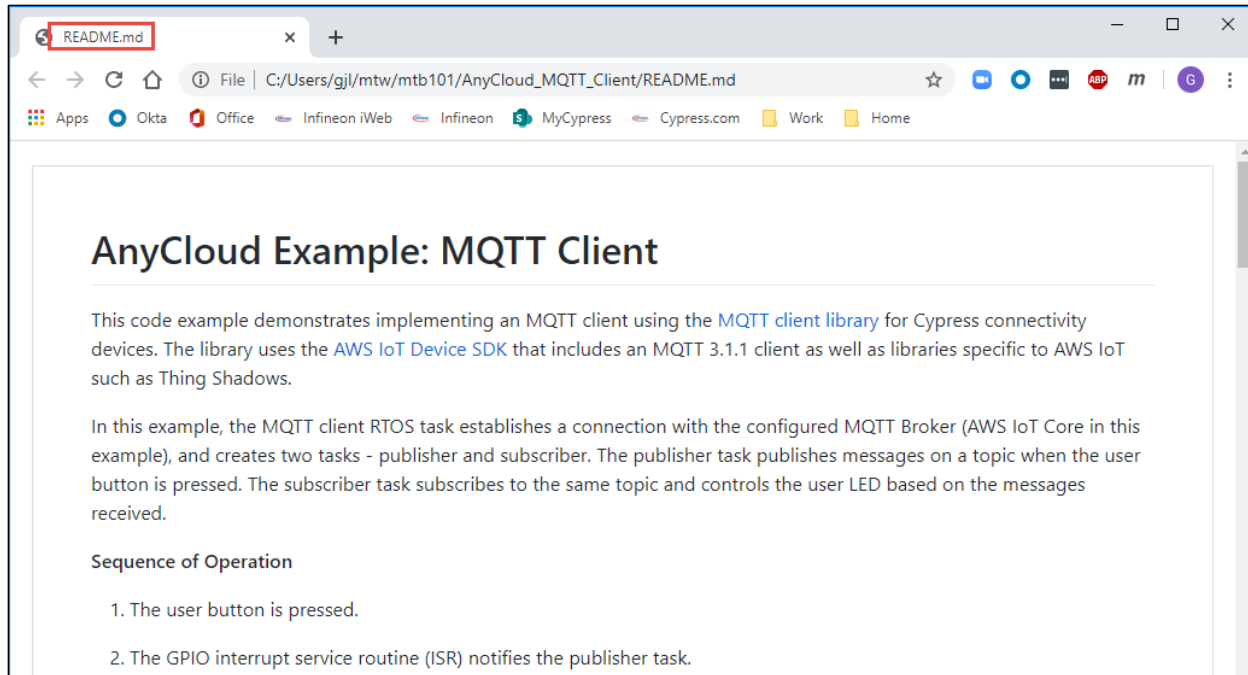 README.md
File | C:/Users/gjl/mtw/mtb101/AnyCloud_MQTT_Client/README.md
ABP m G
Apps Okta Office Infineon iWeb Infineon MyCypress Cypress.com Work Home
AnyCloud Example: MQTT Client
This code example demonstrates implementing an MQTT client using the MQTT client library for Cypress connectivity
devices. The library uses the AWS IoT Device SDK that includes an MQTT 3.1.1 client as well as libraries specific to AWS IoT
such as Thing Shadows.
In this example, the MQTT client RTOS task establishes a connection with the configured MQTT Broker (AWS IoT Core in this
example), and creates two tasks - publisher and subscriber. The publisher task publishes messages on a topic when the user
button is pressed. The subscriber task subscribes to the same topic and controls the user LED based on the messages
received.
Sequence of Operation
1. The user button is pressed.
2. The GPIO interrupt service routine (ISR) notifies the publisher task.